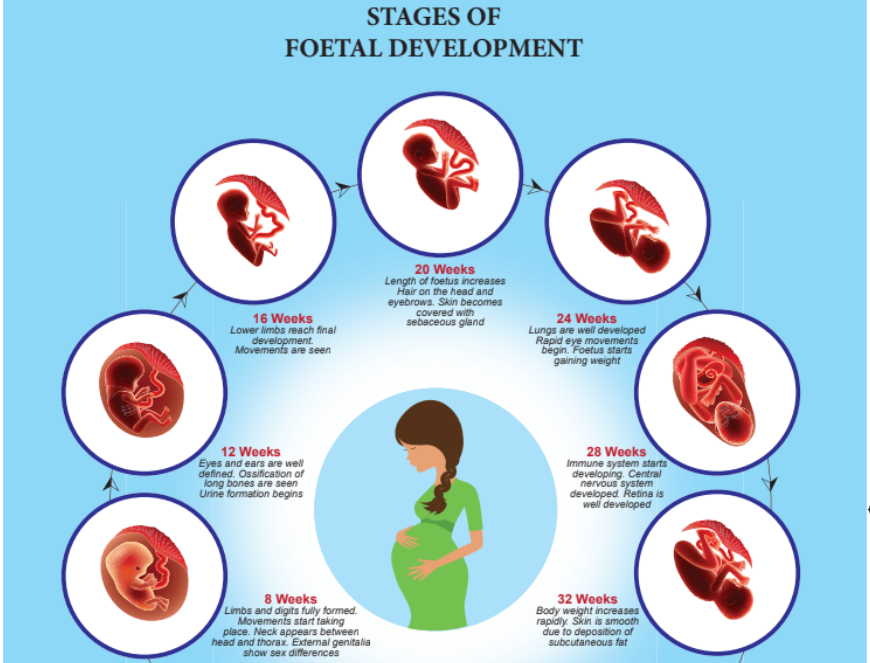 STAGES OF
FOETAL DEVELOPMENT
20 Weeks
Length of foetus increases
Hair on the head and
eyebrows. Skin becomes
covered with
sebaceous gland
16 Weeks
Lower limbs reach final
development.
Movements are seen
24 Weeks
Lungs are well developed
Rapid eye movements
begin. Foetus starts
gaining weight
12 Weeks
Eyes and ears are well
defined. Ossification of
long bones are seen
Urine formation begins
28 Weeks
Immune system starts
developing. Central
nervous system
developed. Retina is
well developed
8 Weeks
Limbs and digits fully formed.
Movements start taking
place. Neck appears between
head and thorax. External genitalia
show sex differences
32 Weeks
Body weight increases
rapidly. Skin is smooth
due to deposition of
subcutaneous fat